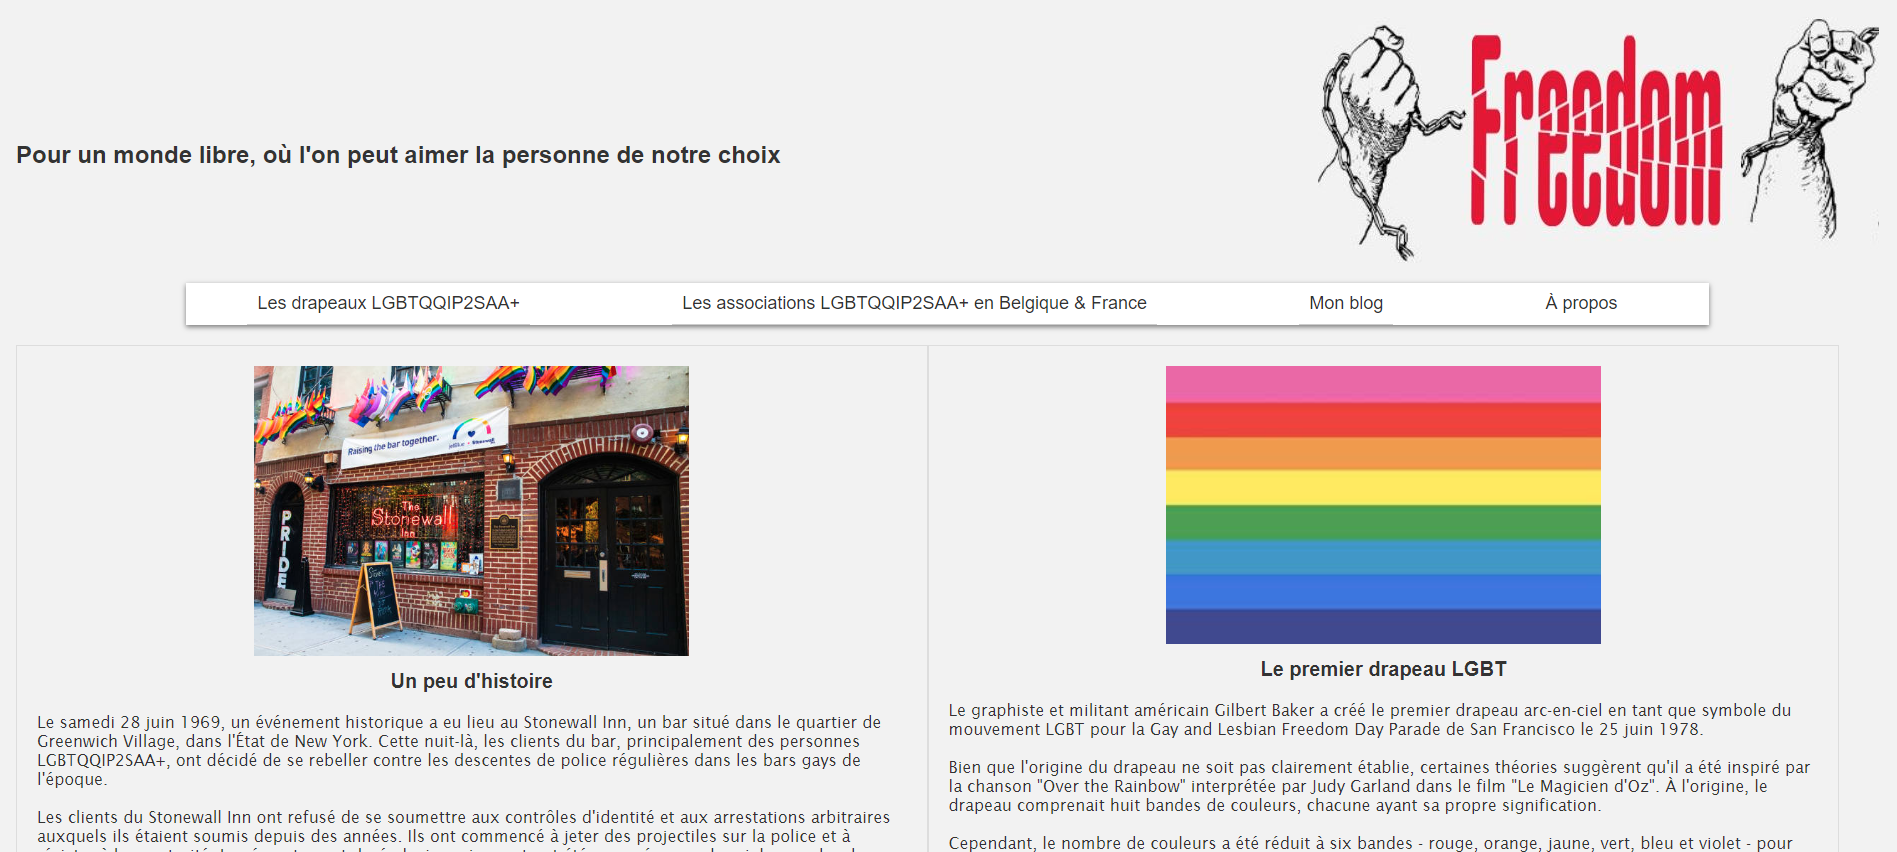 Pour un monde libre, où l'on peut aimer la personne de notre choix
Freedom
Les drapeaux LGBTQQIP2SAA+
Les associations LGBTQQIP2SAA+ en Belgique & France
Mon blog
À propos
Raising the bar together.
PRIDE
The
Stonewall
Inn
Un peu d'histoire
Le samedi 28 juin 1969, un événement historique a eu lieu au Stonewall Inn, un bar situé dans le quartier de
Greenwich Village, dans l'État de New York. Cette nuit-là, les clients du bar, principalement des personnes
LGBTQQIP2SAA+, ont décidé de se rebeller contre les descentes de police régulières dans les bars gays de
l'époque.
Les clients du Stonewall Inn ont refusé de se soumettre aux contrôles d'identité et aux arrestations arbitraires
auxquels ils étaient soumis depuis des années. Ils ont commencé à jeter des projectiles sur la police et à
Le premier drapeau LGBT
Le graphiste et militant américain Gilbert Baker a créé le premier drapeau arc-en-ciel en tant que symbole du
mouvement LGBT pour la Gay and Lesbian Freedom Day Parade de San Francisco le 25 juin 1978.
Bien que l'origine du drapeau ne soit pas clairement établie, certaines théories suggèrent qu'il a été inspiré par
la chanson "Over the Rainbow" interprétée par Judy Garland dans le film "Le Magicien d'Oz". À l'origine, le
drapeau comprenait huit bandes de couleurs, chacune ayant sa propre signification.
Cependant, le nombre de couleurs a été réduit à six bandes - rouge, orange, jaune, vert, bleu et violet - pour